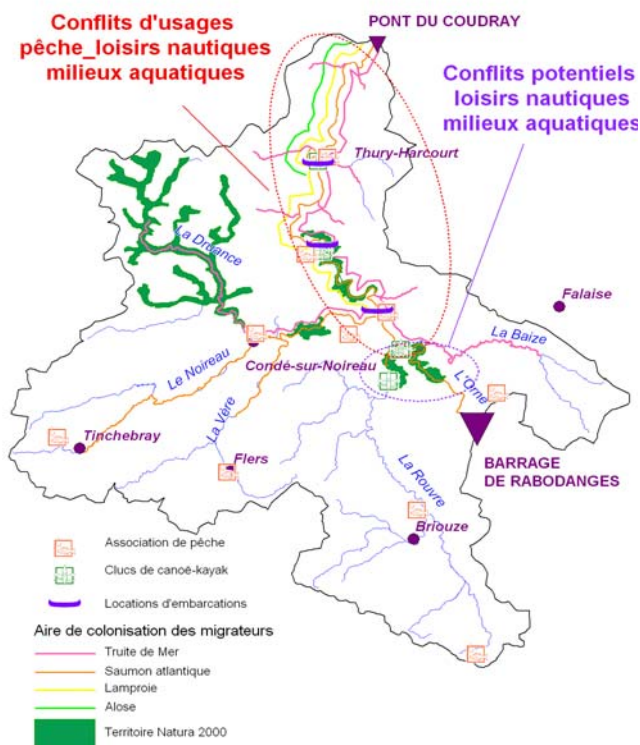 Conflits d'usages
pêche_loisirs nautiques
milieux aquatiques
PONT DU COUDRAY
Conflits potentiels
loisirs nautiques
milieux aquatiques
Thury-Harcourt
La Druance
Falaise
La Baize
Le Noireau
Condé-sur-Noireau
L'Orne
La Vère
Tinchebray
Flers
La Rouvre
BARRAGE
DE RABODANGES
Briouze
Association de pêche
Clucs de canoé-kayak
Locations d'embarcations
Aire de colonisation des migrateurs
Truite de Mer
Saumon atlantique
Lamproie
Alose
Territoire Natura 2000